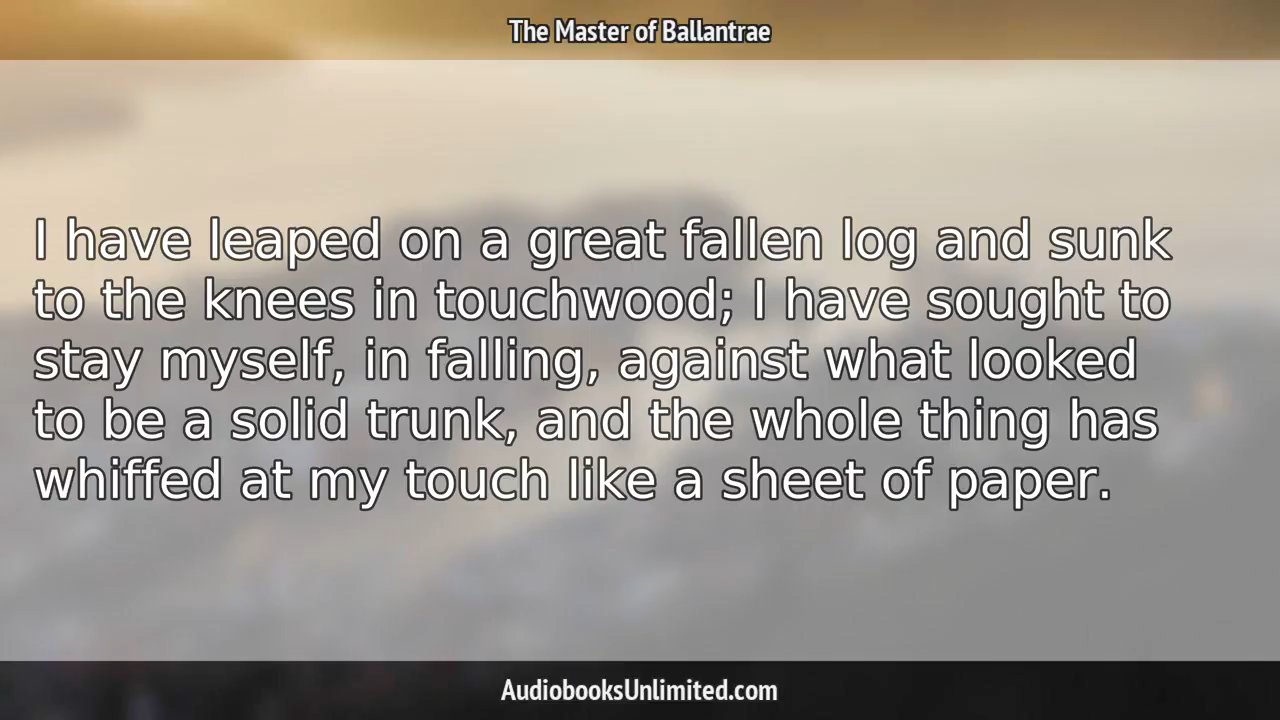 The Master of Ballantrae
I have leaped on a great fallen log and sunk
to the knees in touchwood; I have sought to
stay myself, in falling, against what looked
to be a solid trunk, and the whole thing has
whiffed at my touch like a sheet of paper.
AudiobooksUnlimited.com